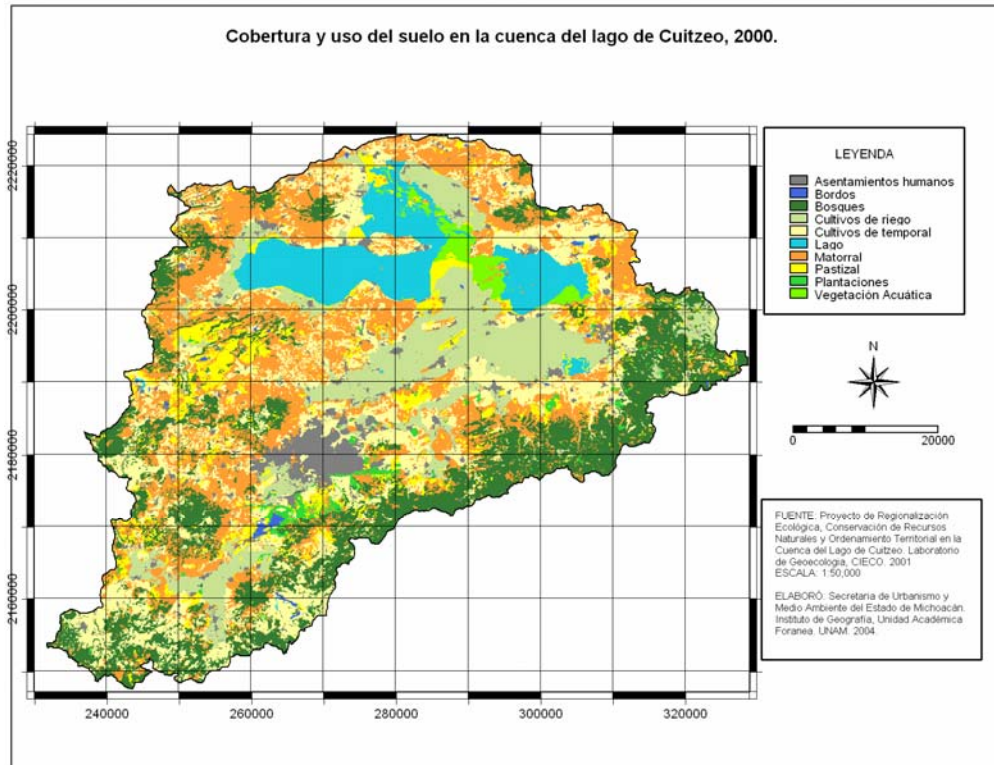 Cobertura y uso del suelo en la cuenca del lago de Cuitzeo, 2000.
LEYENDA
Asentamientos humanos
Bordos
Bosques
Cultivos de riego
Cultivos de temporal
Lago
Matorral
Pastizal
Plantaciones
Vegetación Acuática
N
0 20000
FUENTE: Proyecto de Regionalización
Ecológica, Conservación de Recursos
Naturales y Ordenamiento Territorial en la
Cuenca del Lago de Cuitzeo. Laboratorio
de Geoecología, CIECO. 2001
ESCALA: 1:50,000
ELABORÓ: Secretaria de Urbanismo y
Medio Ambiente del Estado de Michoacán.
Instituto de Geografía, Unidad Académica
Foranea. UNAM. 2004.
2220000
2200000
2180000
2160000
240000 260000 280000 300000 320000